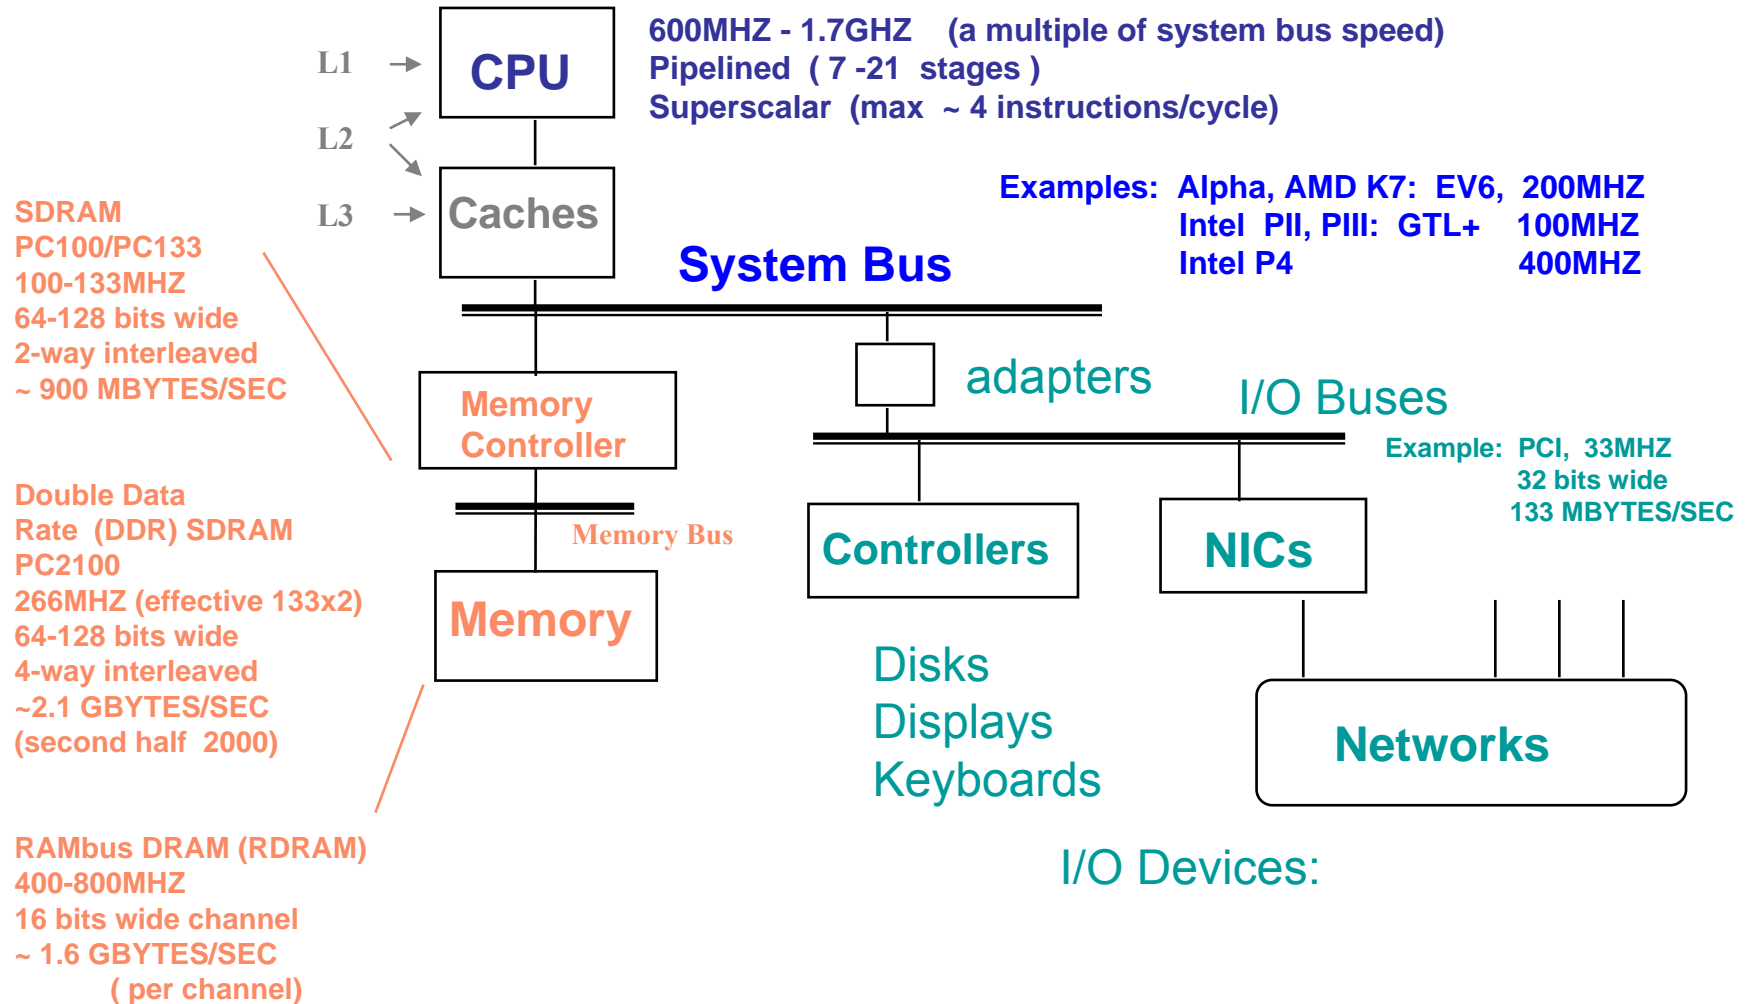 600MHZ - 1.7GHZ (a multiple of system bus speed)
Pipelined ( 7 -21 stages )
Superscalar (max ~ 4 instructions/cycle)
L1
CPU
L2
L3
Caches
Examples: Alpha, AMD K7: EV6, 200MHZ
Intel PII, PIII: GTL+ 100MHZ
Intel P4 400MHZ
System Bus
SDRAM
PC100/PC133
100-133MHZ
64-128 bits wide
2-way interleaved
~ 900 MBYTES/SEC
Memory
Controller
adapters
I/O Buses
Example: PCI, 33MHZ
32 bits wide
133 MBYTES/SEC
Double Data
Rate (DDR) SDRAM
PC2100
266MHZ (effective 133x2)
64-128 bits wide
4-way interleaved
~2.1 GBYTES/SEC
(second half 2000)
Memory Bus
Memory
Controllers
NICs
Disks
Displays
Keyboards
Networks
I/O Devices:
RAMbus DRAM (RDRAM)
400-800MHZ
16 bits wide channel
~ 1.6 GBYTES/SEC
( per channel)